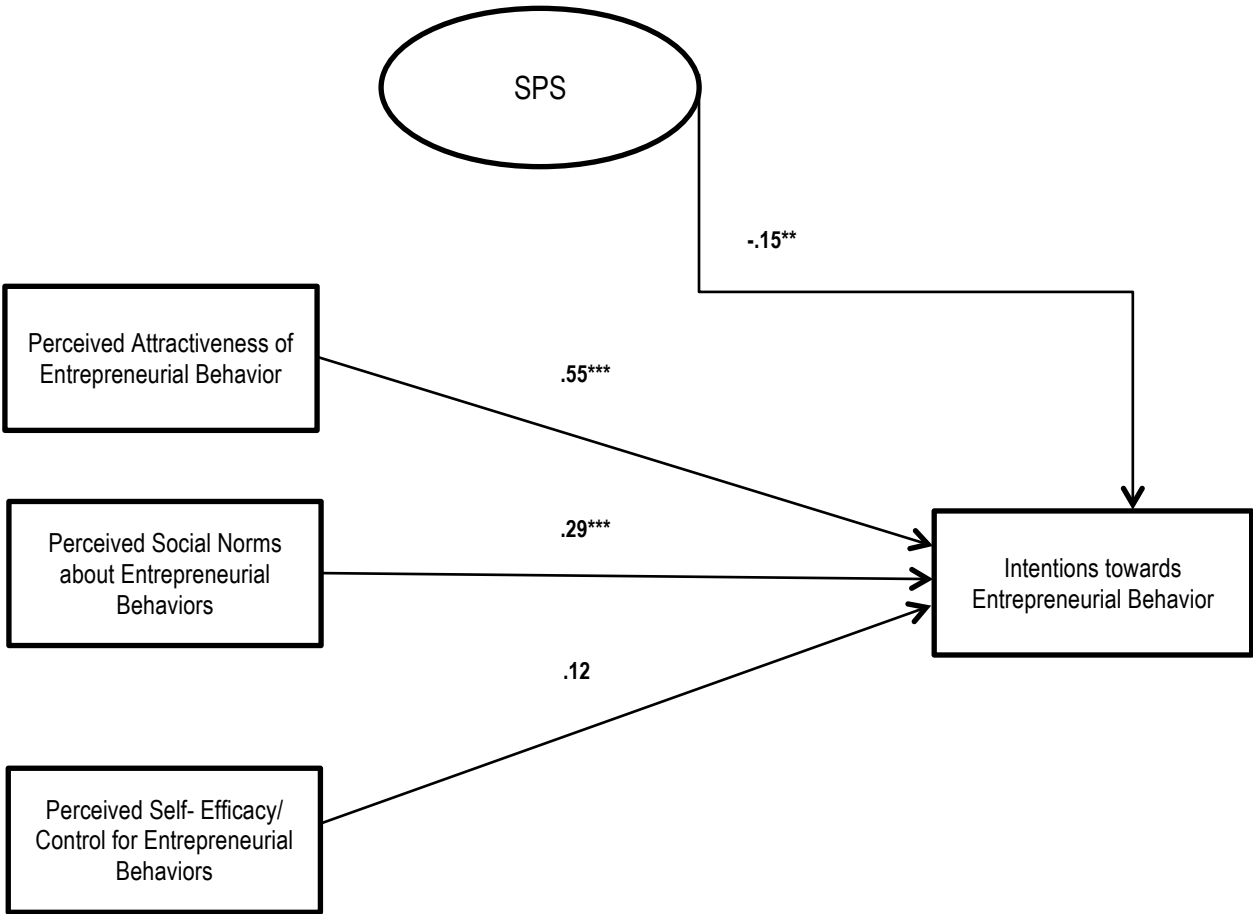 SPS
-.15**
Perceived Attractiveness of
Entrepreneurial Behavior
.55***
Perceived Social Norms
about Entrepreneurial
Behaviors
.29***
Intentions towards
Entrepreneurial Behavior
.12
Perceived Self- Efficacy/
Control for Entrepreneurial
Behaviors